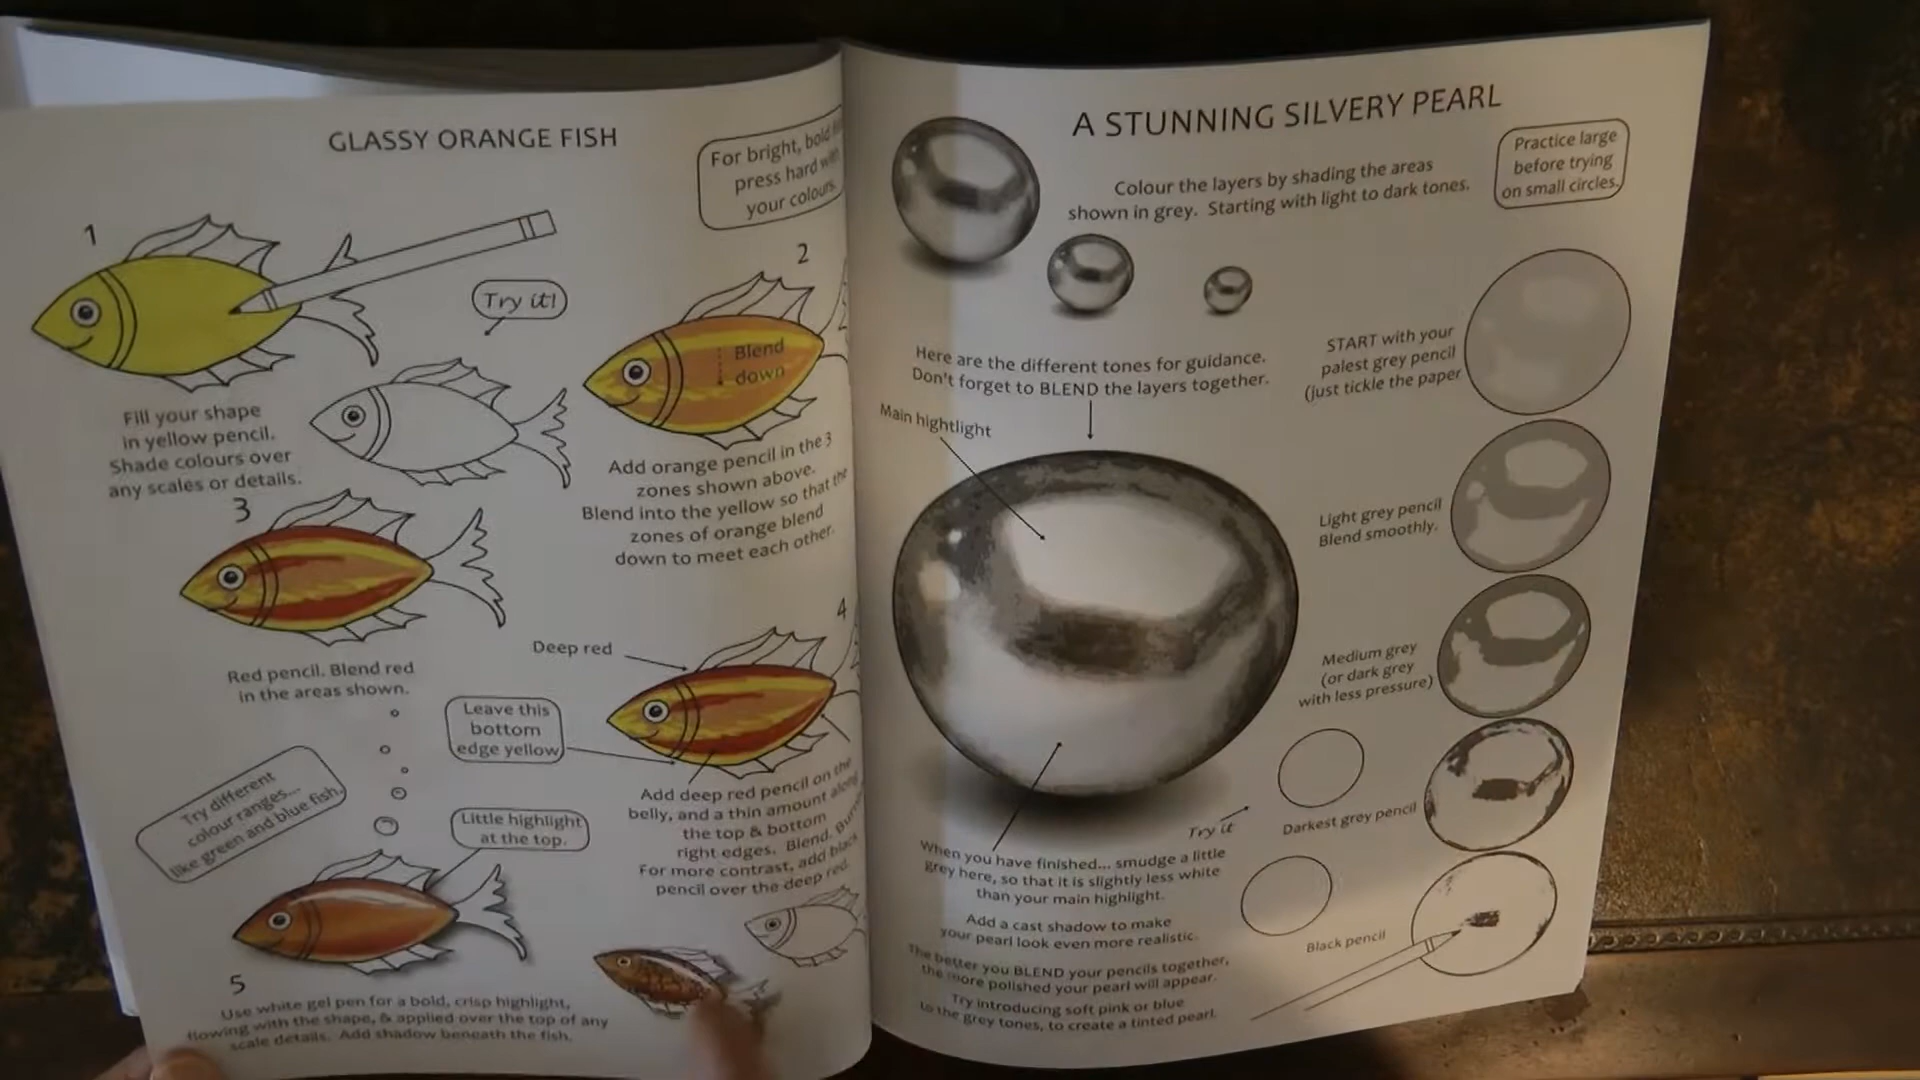 GLASSY ORANGE FISH
For bright, bold
press hard with
your colours.
1
Try it!
2
Blend
down
Fill your shape
in yellow pencil.
Shade colours over
any scales or details.
Add orange pencil in the 3
zones shown above.
Blend into the yellow so that the
zones of orange blend
down to meet each other.
3
Red pencil. Blend red
in the areas shown.
4
Deep red
Leave this
bottom
edge yellow
Add deep red pencil on the
belly, and a thin amount along
the top & bottom
right edges. Blend.
For more contrast, add black
pencil over the deep red.
Try different
colour ranges...
like green and blue fish.
Little highlight
at the top.
5
Use white gel pen for a bold, crisp highlight,
flowing with the shape, & applied over the top of any
scale details. Add shadow beneath the fish.
A STUNNING SILVERY PEARL
Practice large
before trying
on small circles.
Colour the layers by shading the areas
shown in grey. Starting with light to dark tones.
Here are the different tones for guidance.
Don't forget to BLEND the layers together.
Main hightlight
START with your
palest grey pencil
(just tickle the paper
Light grey pencil
Blend smoothly.
Medium grey
(or dark grey
with less pressure)
Try it
Darkest grey pencil
Black pencil
When you have finished... smudge a little
grey here, so that it is slightly less white
than your main highlight.
Add a cast shadow to make
your pearl look even more realistic.
The better you BLEND your pencils together,
the more polished your pearl will appear.
Try introducing soft pink or blue
to the grey tones, to create a tinted pearl.